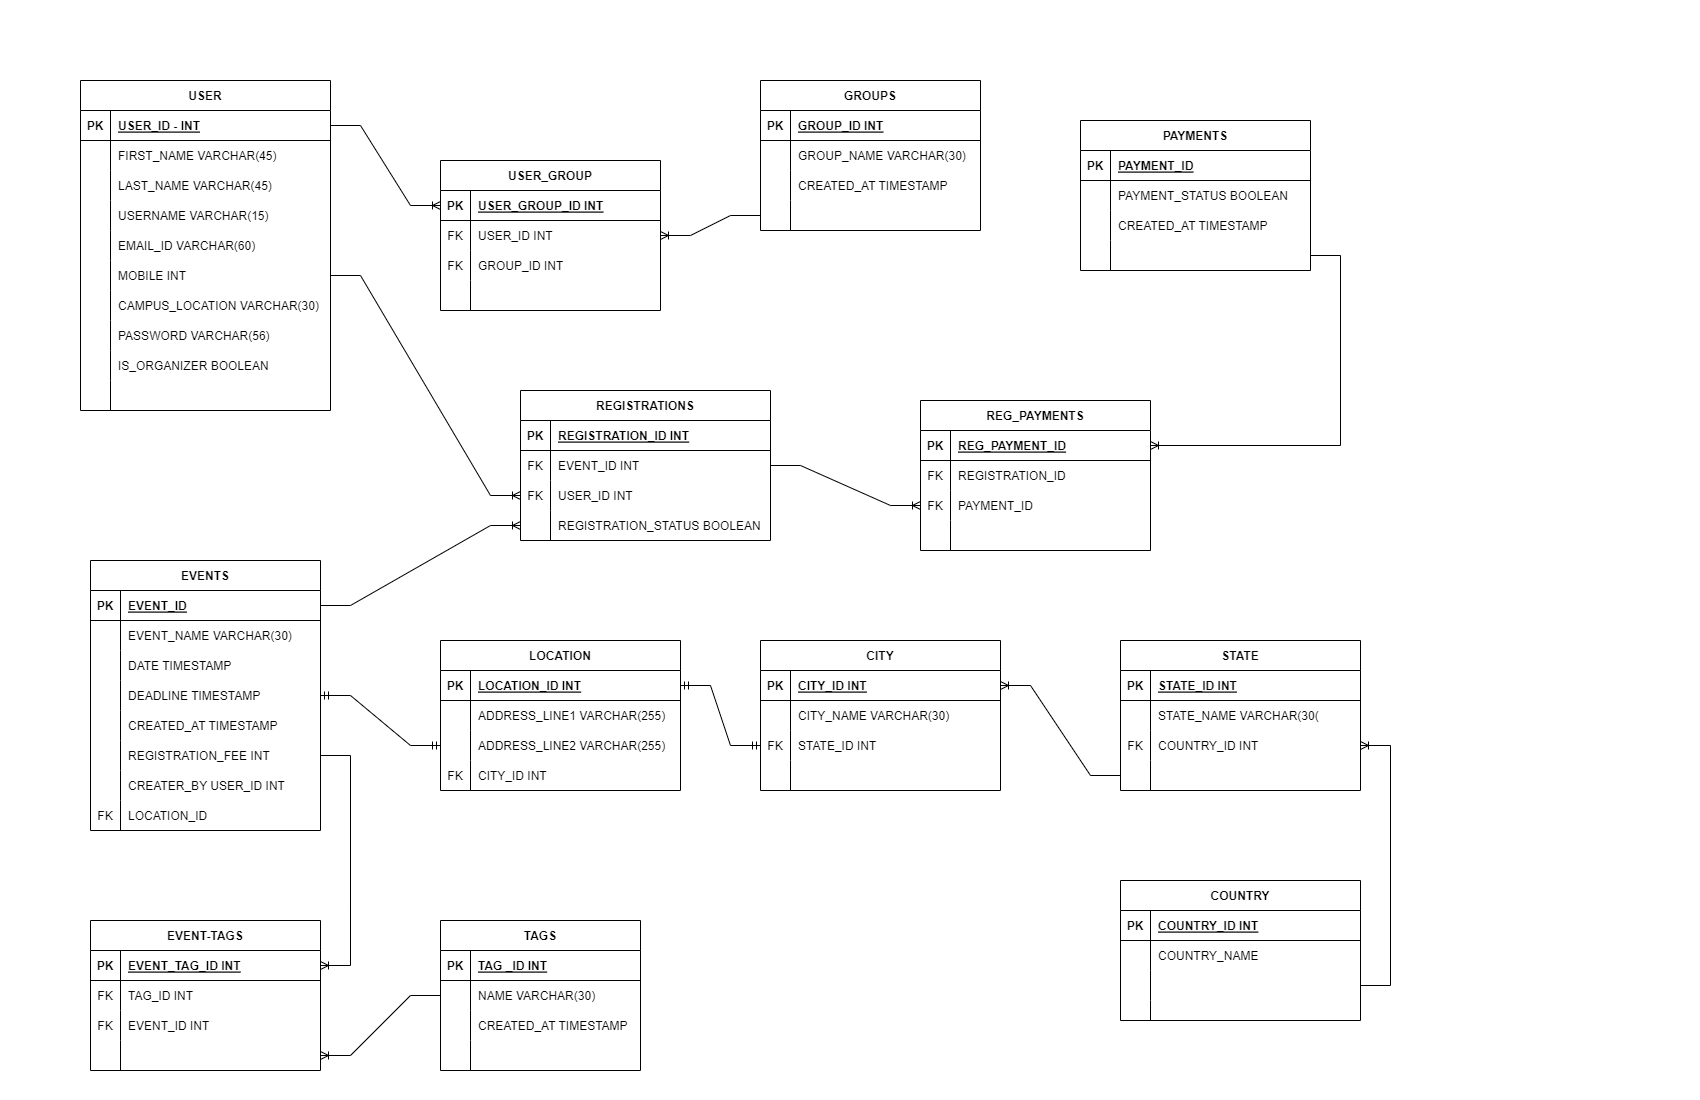 USER
PK USER_ID - INT
FIRST_NAME VARCHAR(45)
LAST_NAME VARCHAR(45)
USERNAME VARCHAR(15)
EMAIL_ID VARCHAR(60)
MOBILE INT
CAMPUS_LOCATION VARCHAR(30)
PASSWORD VARCHAR(56)
IS_ORGANIZER BOOLEAN
USER_GROUP
PK USER_GROUP_ID INT
FK USER_ID INT
FK GROUP_ID INT
GROUPS
PK GROUP_ID INT
GROUP_NAME VARCHAR(30)
CREATED_AT TIMESTAMP
PAYMENTS
PK PAYMENT_ID
PAYMENT_STATUS BOOLEAN
CREATED_AT TIMESTAMP
REGISTRATIONS
PK REGISTRATION_ID INT
FK EVENT_ID INT
FK USER_ID INT
REGISTRATION_STATUS BOOLEAN
REG_PAYMENTS
PK REG_PAYMENT_ID
FK REGISTRATION_ID
FK PAYMENT_ID
EVENTS
PK EVENT_ID
EVENT_NAME VARCHAR(30)
DATE TIMESTAMP
DEADLINE TIMESTAMP
CREATED_AT TIMESTAMP
REGISTRATION_FEE INT
CREATER_BY USER_ID INT
FK LOCATION_ID
LOCATION
PK LOCATION_ID INT
ADDRESS_LINE1 VARCHAR(255)
ADDRESS_LINE2 VARCHAR(255)
FK CITY_ID INT
CITY
PK CITY_ID INT
CITY_NAME VARCHAR(30)
FK STATE_ID INT
STATE
PK STATE_ID INT
STATE_NAME VARCHAR(30(
FK COUNTRY_ID INT
COUNTRY
PK COUNTRY_ID INT
COUNTRY_NAME
EVENT-TAGS
PK EVENT_TAG_ID INT
FK TAG_ID INT
FK EVENT_ID INT
TAGS
PK TAG _ID INT
NAME VARCHAR(30)
CREATED_AT TIMESTAMP